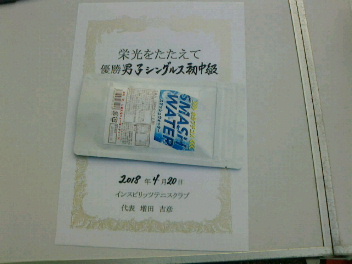 栄光をたたえて
優勝 男子シングルス初中級
SMASH
WATER
2018年4月20日
インスピリッツテニスクラブ
代表 増田 吉彦